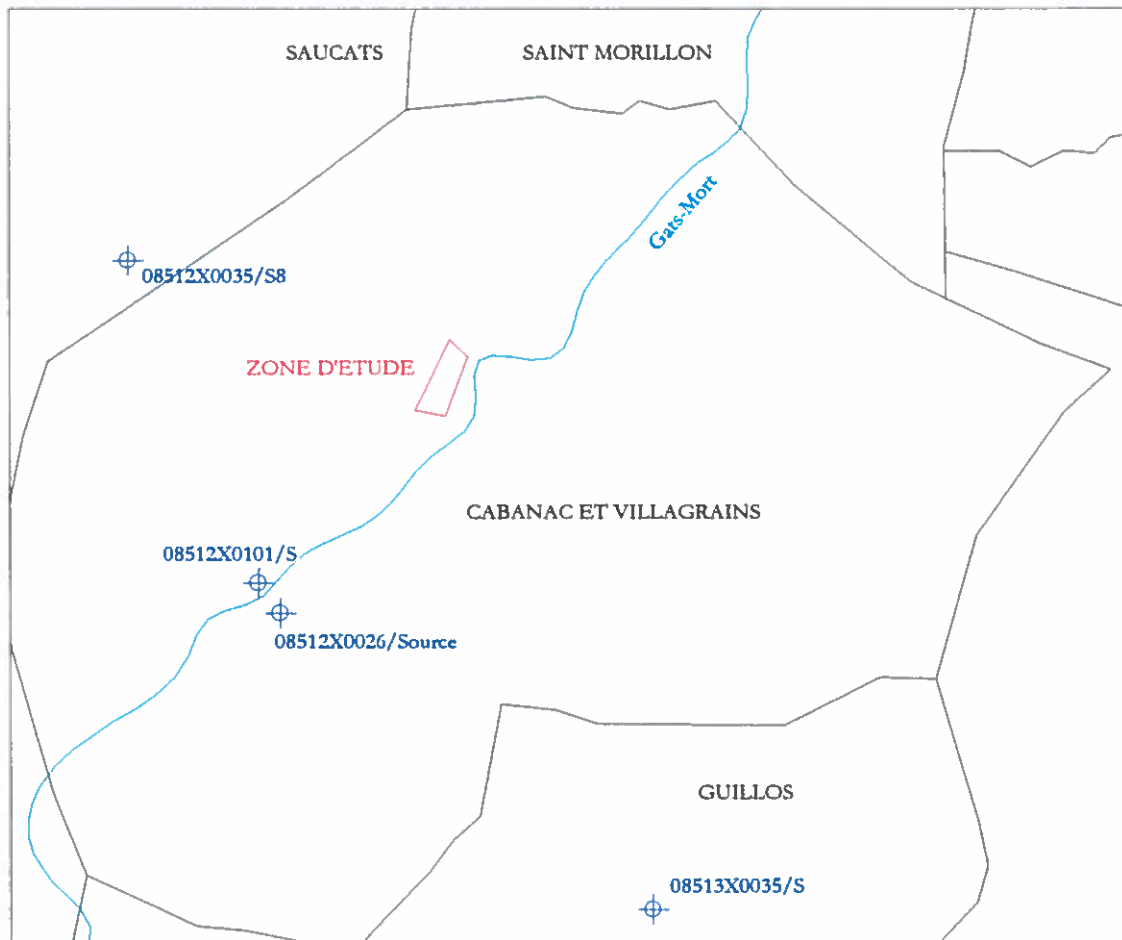 SAUCATS
SAINT MORILLON
Gats-Mort
08512X0035/S8
ZONE D'ETUDE
CABANAC ET VILLAGRAINS
08512X0101/S
08512X0026/Source
GUILLOS
08513X0035/S